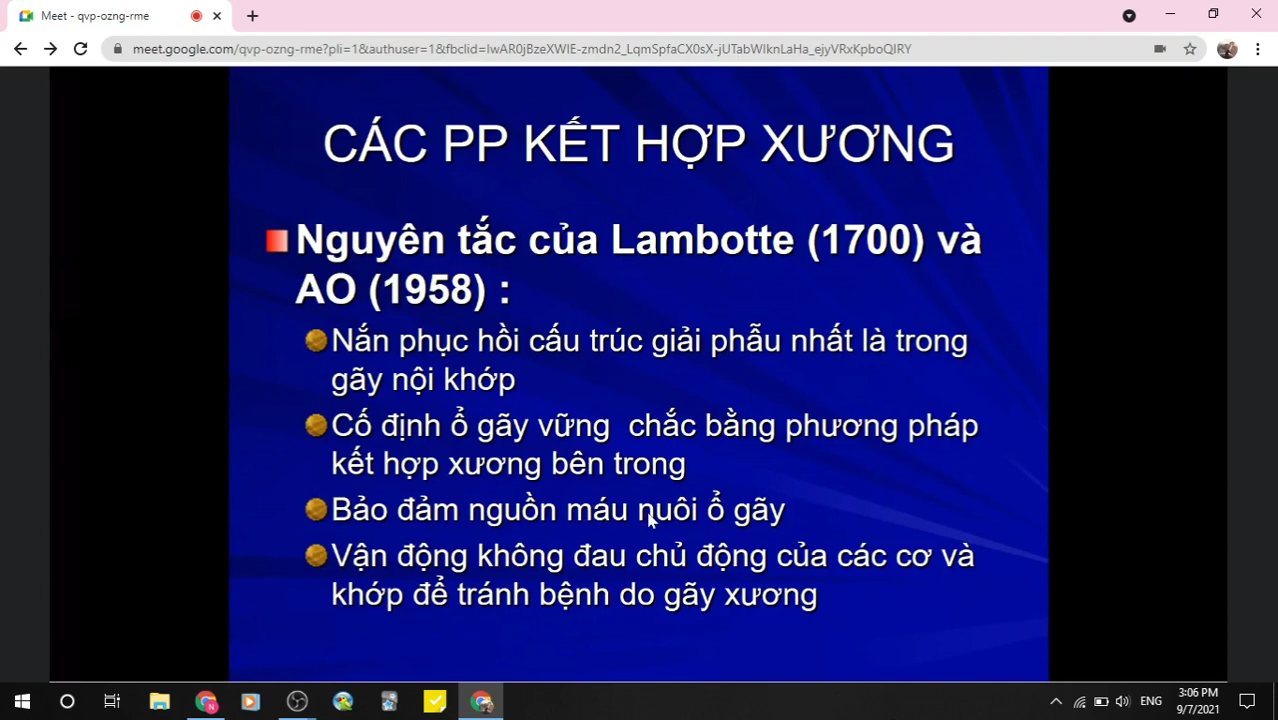 Meet - qvp-ozng-rme
meet.google.com/qvp-ozng-rme?pli=1&authuser=1&fbclid=IwAR0jBzeXWIE-zmdn2_LqmSpfaCX0sX-jUTabWIknLaHa_ejyVRxKpboQIRY
CÁC PP KẾT HỢP XƯƠNG
Nguyên tắc của Lambotte (1700) và
AO (1958) :
Nắn phục hồi cấu trúc giải phẫu nhất là trong
gãy nội khớp
Cố định ổ gãy vững chắc bằng phương pháp
kết hợp xương bên trong
Bảo đảm nguồn máu nuôi ổ gãy
Vận động không đau chủ động của các cơ và
khớp để tránh bệnh do gãy xương
ENG
3:06 PM
9/7/2021